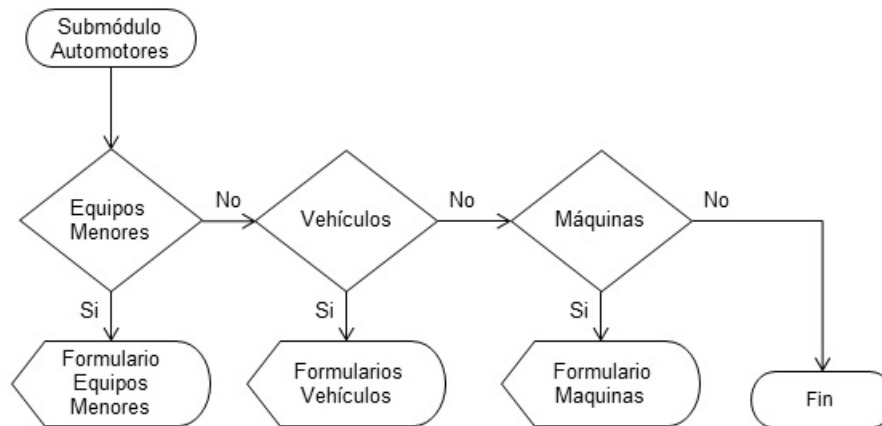 Submódulo
Automotores
Equipos
Menores
No
Vehículos
No
Máquinas
No
Si
Si
Si
Formulario
Equipos
Menores
Formularios
Vehículos
Formulario
Maquinas
Fin